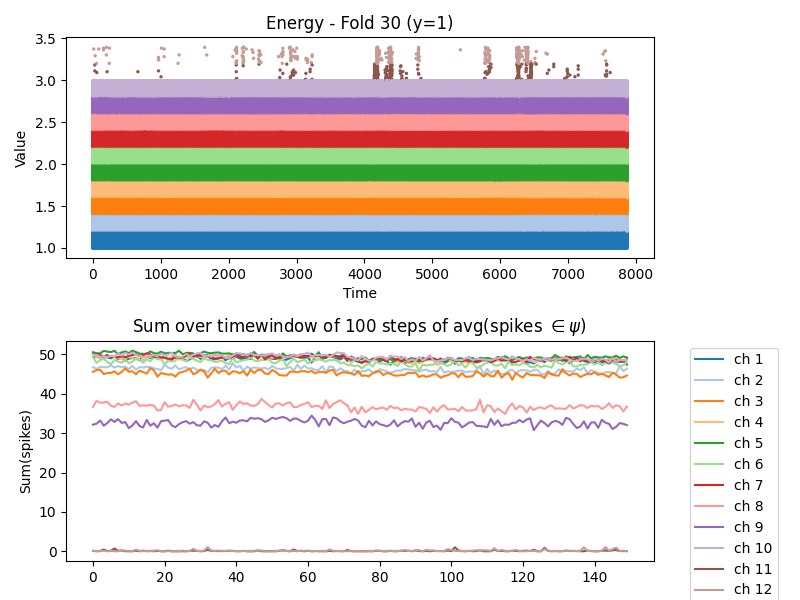 Energy - Fold 30 (y=1)
3.5
3.0
2.5
2.0
1.5
1.0
Value
0 1000 2000 3000 4000 5000 6000 7000 8000
Time
Sum over timewindow of 100 steps of avg(spikes ∈ ψ)
50
40
30
20
10
0
Sum(spikes)
0 20 40 60 80 100 120 140
ch 1
ch 2
ch 3
ch 4
ch 5
ch 6
ch 7
ch 8
ch 9
ch 10
ch 11
ch 12